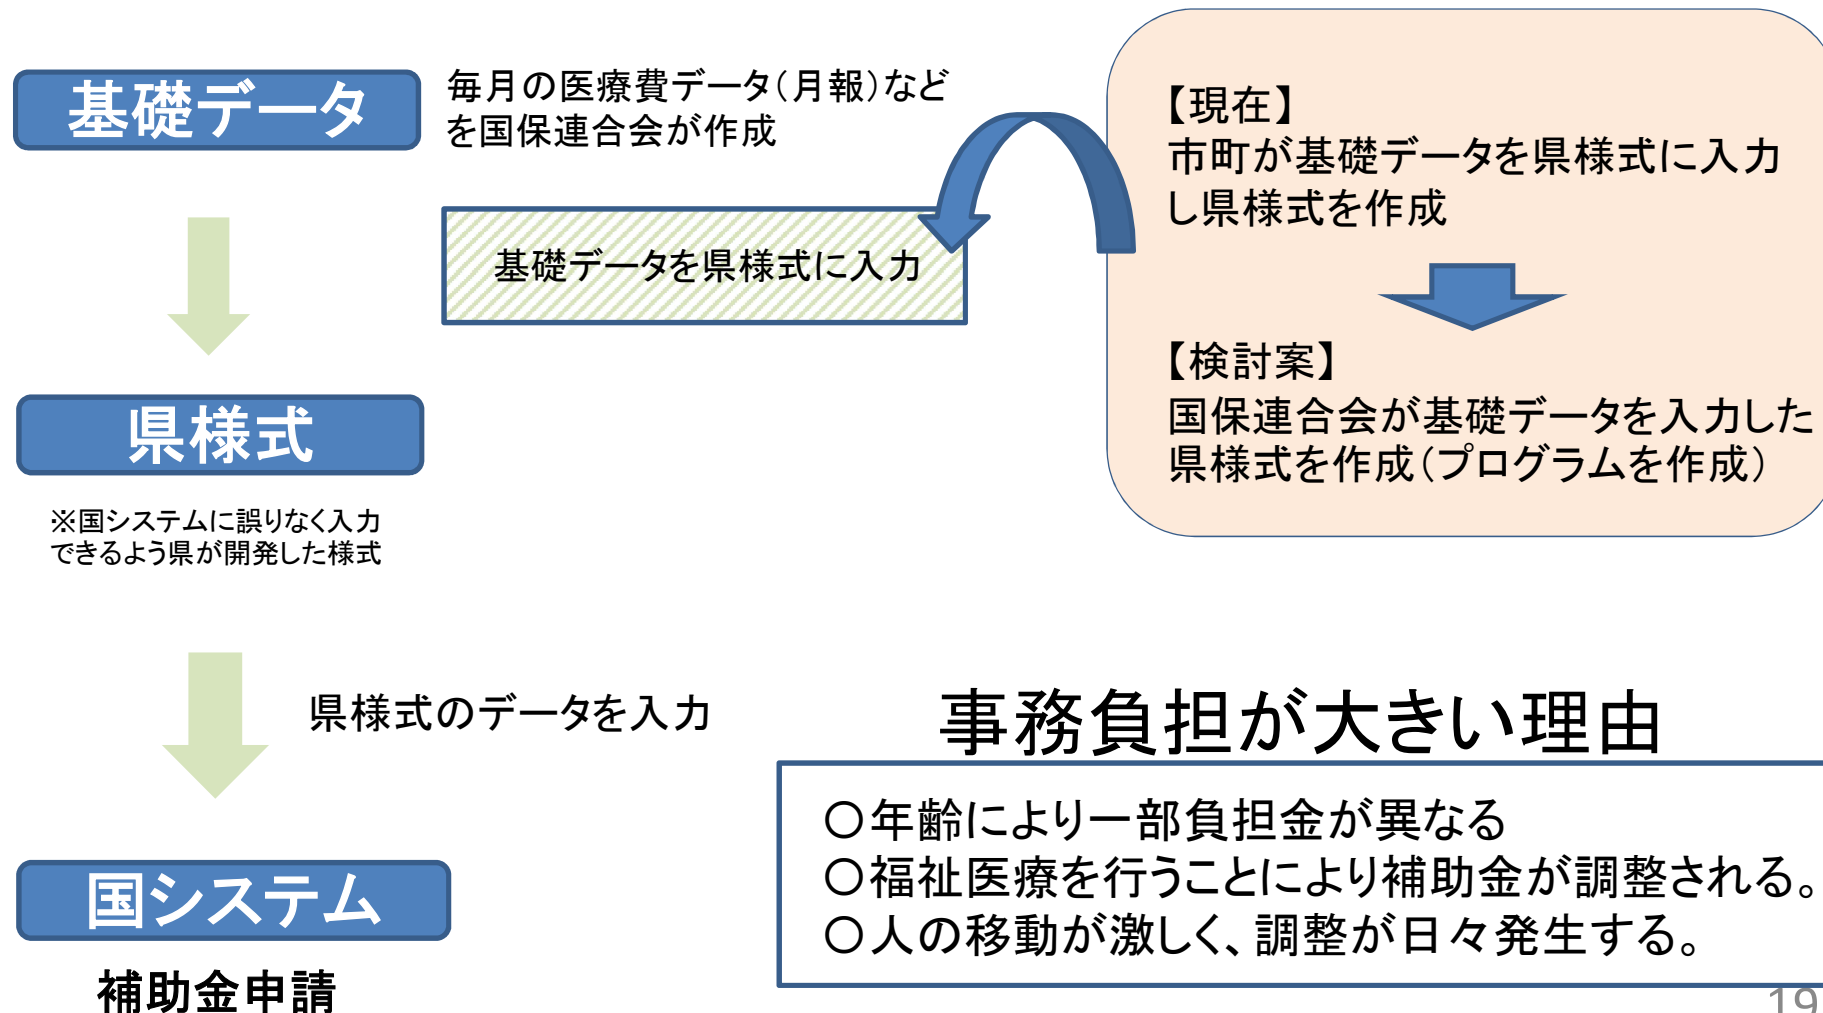 基礎データ
毎月の医療費データ(月報)など
を国保連合会が作成
基礎データを県様式に入力
【現在】
市町が基礎データを県様式に入力
し県様式を作成
【検討案】
国保連合会が基礎データを入力した
県様式を作成(プログラムを作成)
県様式
※国システムに誤りなく入力
できるよう県が開発した様式
県様式のデータを入力
事務負担が大きい理由
○年齢により一部負担金が異なる
○福祉医療を行うことにより補助金が調整される。
○人の移動が激しく、調整が日々発生する。
国システム
補助金申請
19